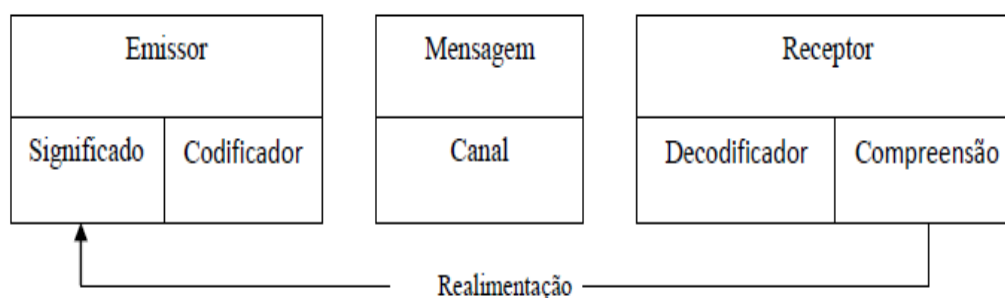 Emissor
Mensagem
Receptor
Significado
Codificador
Canal
Decodificador
Compreensão
Realimentação